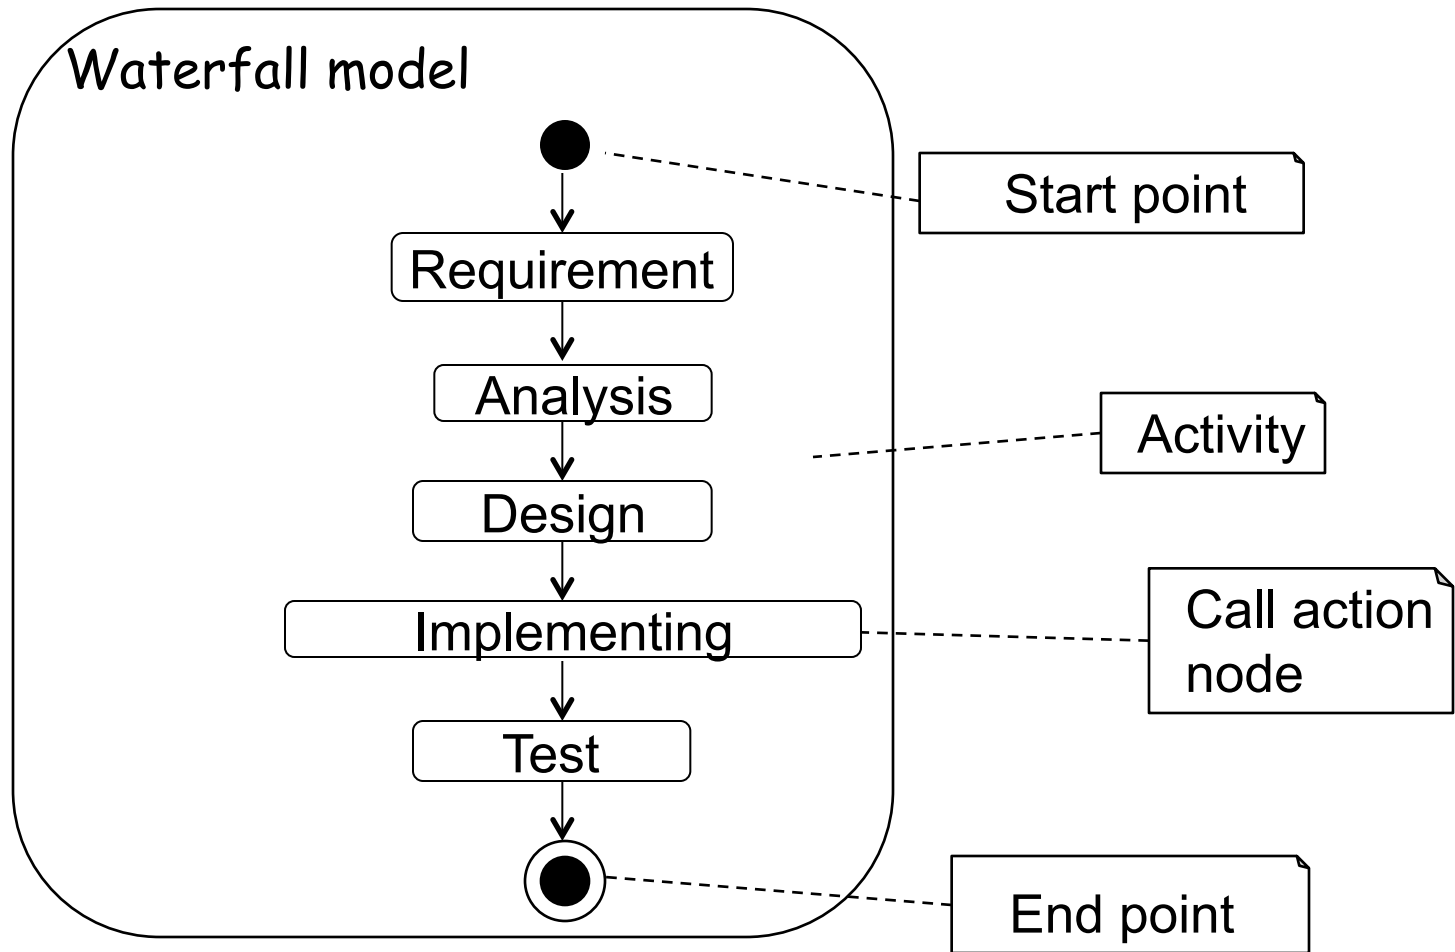 Waterfall model
Start point
Requirement
Analysis
Activity
Design
Call action
node
Implementing
Test
End point